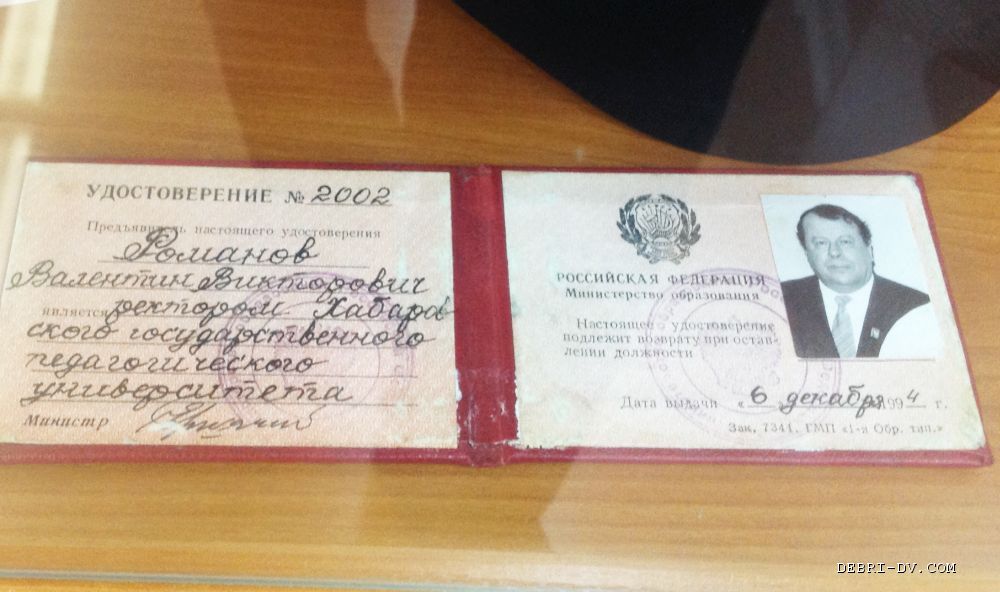 УДОСТОВЕРЕНИЕ № 2002
Предъявитель настоящего удостоверения
Романов
Валентин Викторович
является ректором Хабаров
ского государственного
педагогического
университета
Министр
РОССИЙСКАЯ ФЕДЕРАЦИЯ
Министерство образования
Настоящее удостоверение
подлежит возврату при остав-
лении должности
Дата выдачи «6» декабря 1994 г.
Зак. 7341. ГМП «1-я Обр. тип.»
DEBRI-DV.COM